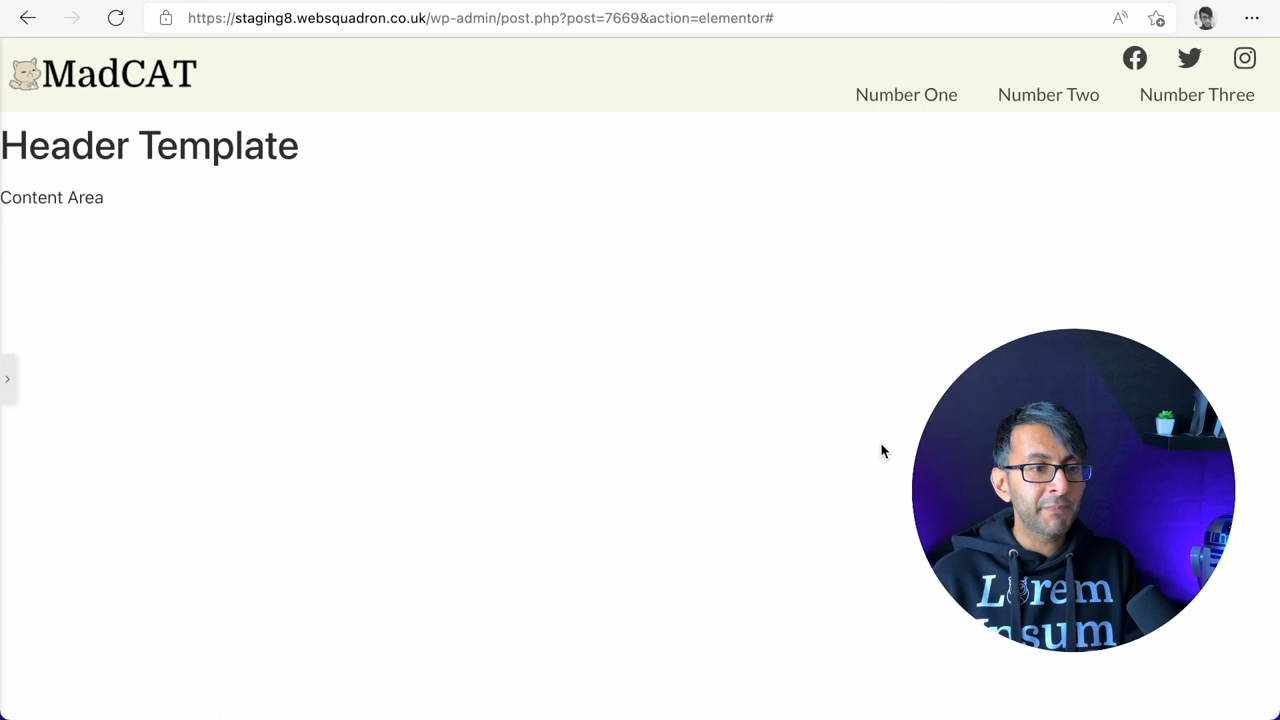 https://staging8.websquadron.co.uk/wp-admin/post.php?post=7669&action=elementor#
MadCAT
Number One
Number Two
Number Three
Header Template
Content Area
Lorem
Ipsum